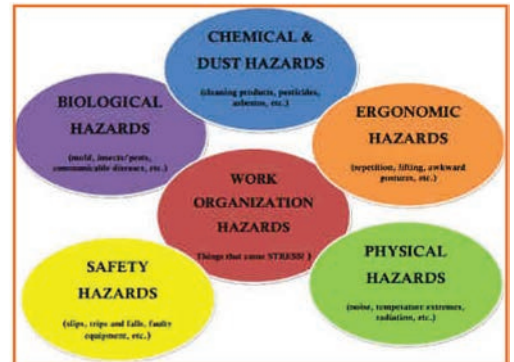 CHEMICAL &
DUST HAZARDS
(cleaning products, pesticides,
asbestos, etc.)
BIOLOGICAL
HAZARDS
(mold, insects/pests,
communicable diseases, etc.)
ERGONOMIC
HAZARDS
(repetition, lifting, awkward
postures, etc.)
WORK
ORGANIZATION
HAZARDS
Things that cause STRESS! )
SAFETY
HAZARDS
(slips, trips and falls, faulty
equipment, etc.)
PHYSICAL
HAZARDS
(noise, temperature extremes,
radiation, etc.)